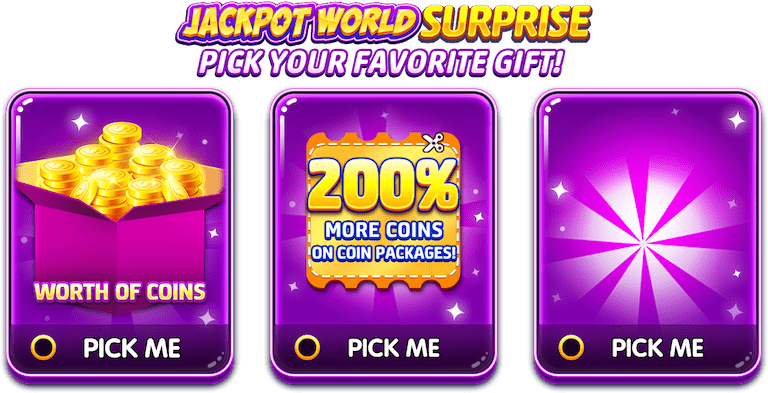 JACKPOT WORLD SURPRISE
PICK YOUR FAVORITE GIFT!
WORTH OF COINS
PICK ME
200%
MORE COINS
ON COIN PACKAGES!
PICK ME
PICK ME